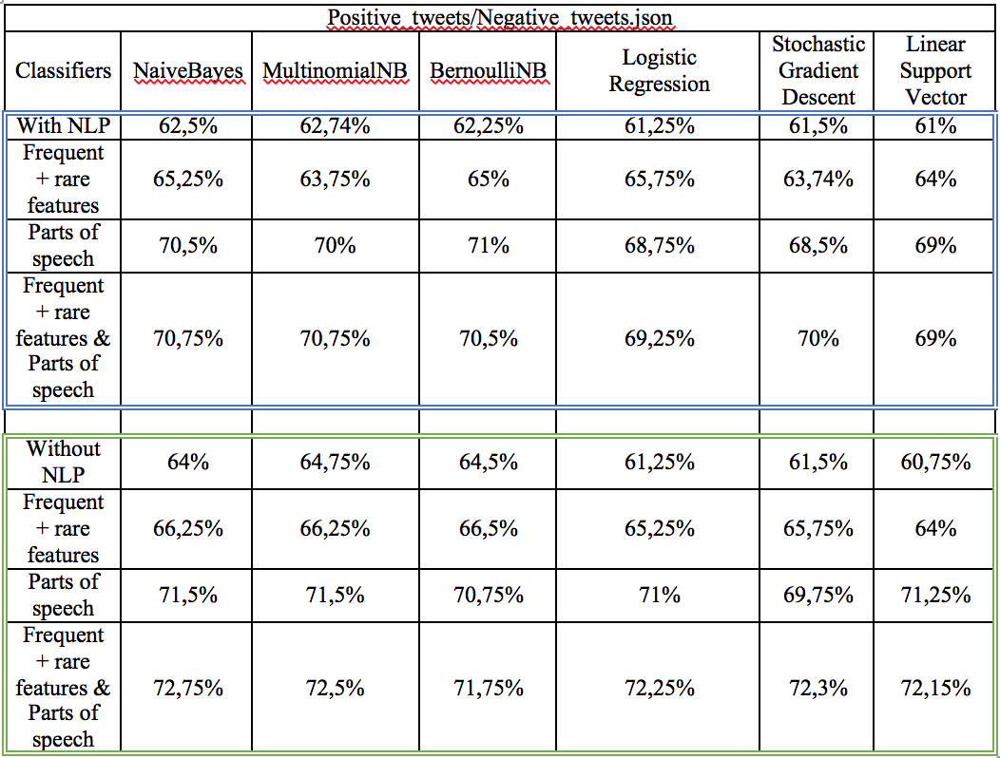 Positive_tweets/Negative_tweets.json
Classifiers NaiveBayes MultinomialNB BernoulliNB Logistic Regression Stochastic Gradient Descent Linear Support Vector
With NLP 62,5% 62,74% 62,25% 61,25% 61,5% 61%
Frequent + rare features 65,25% 63,75% 65% 65,75% 63,74% 64%
Parts of speech 70,5% 70% 71% 68,75% 68,5% 69%
Frequent + rare features & Parts of speech 70,75% 70,75% 70,5% 69,25% 70% 69%
Without NLP 64% 64,75% 64,5% 61,25% 61,5% 60,75%
Frequent + rare features 66,25% 66,25% 66,5% 65,25% 65,75% 64%
Parts of speech 71,5% 71,5% 70,75% 71% 69,75% 71,25%
Frequent + rare features & Parts of speech 72,75% 72,5% 71,75% 72,25% 72,3% 72,15%